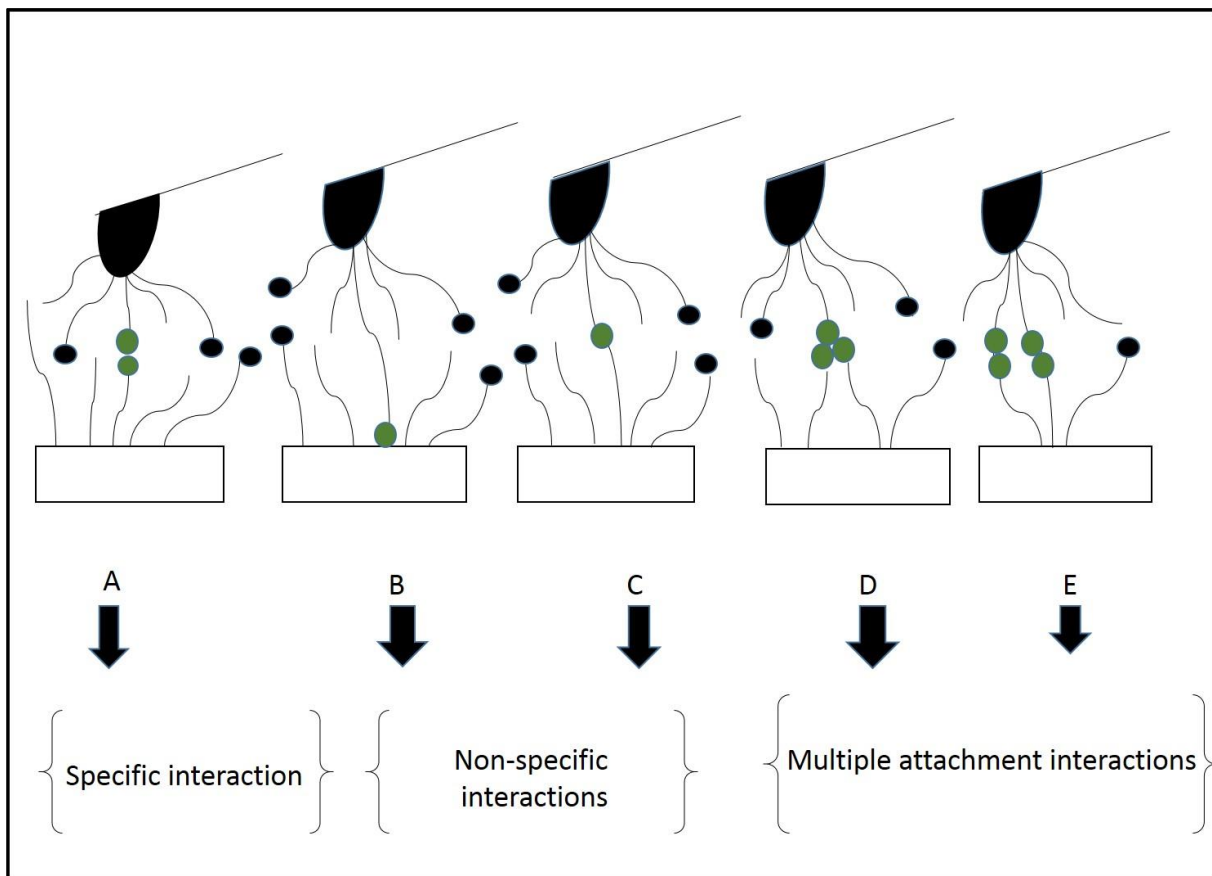 A
B
C
D
E
Specific interaction
Non-specific
interactions
Multiple attachment interactions